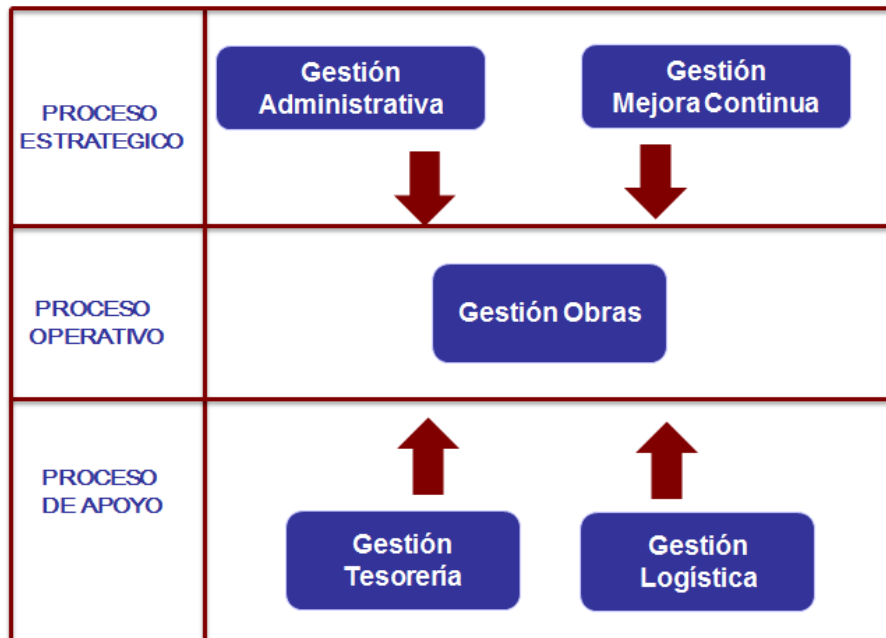 PROCESO
ESTRATEGICO
Gestión
Administrativa
Gestión
Mejora Continua
PROCESO
OPERATIVO
Gestión Obras
PROCESO
DE APOYO
Gestión
Tesorería
Gestión
Logística